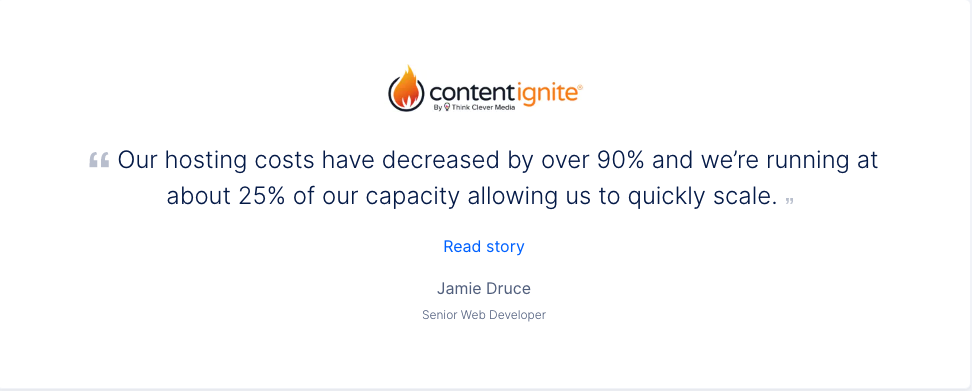 contentignite®
By Think Clever Media
“ Our hosting costs have decreased by over 90% and we’re running at
about 25% of our capacity allowing us to quickly scale. ”
Read story
Jamie Druce
Senior Web Developer